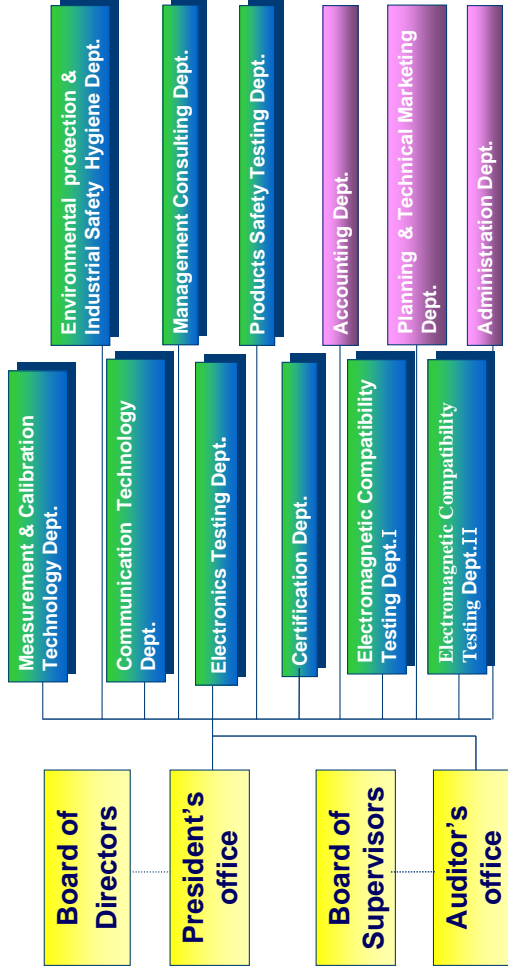 Board of
Directors
President's
office
Board of
Supervisors
Auditor's
office
Measurement & Calibration
Technology Dept.
Communication Technology
Dept.
Electronics Testing Dept.
Certification Dept.
Electromagnetic Compatibility
Testing Dept.I
Electromagnetic Compatibility
Testing Dept.II
Environmental protection &
Industrial Safety Hygiene Dept.
Management Consulting Dept.
Products Safety Testing Dept.
Accounting Dept.
Planning & Technical Marketing
Dept.
Administration Dept.